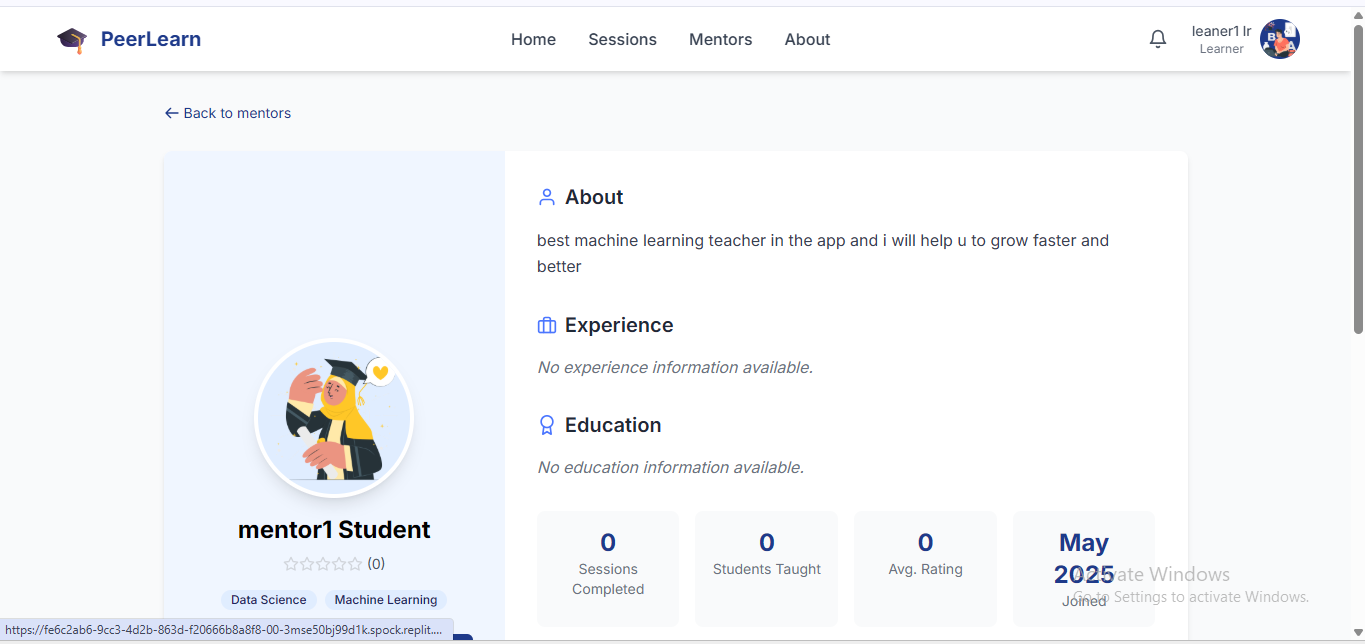 PeerLearn
Home Sessions Mentors About
leaner1 lr
Learner
Back to mentors
About
best machine learning teacher in the app and i will help u to grow faster and
better
Experience
No experience information available.
Education
No education information available.
mentor1 Student
(0)
Data Science Machine Learning
0
Sessions
Completed
0
Students Taught
0
Avg. Rating
May
2025
Joined
Activate Windows
Go to Settings to activate Windows.
https://fe6c2ab6-9cc3-4d2b-863d-f20666b8a8f8-00-3mse50bj99d1k.spock.replit....